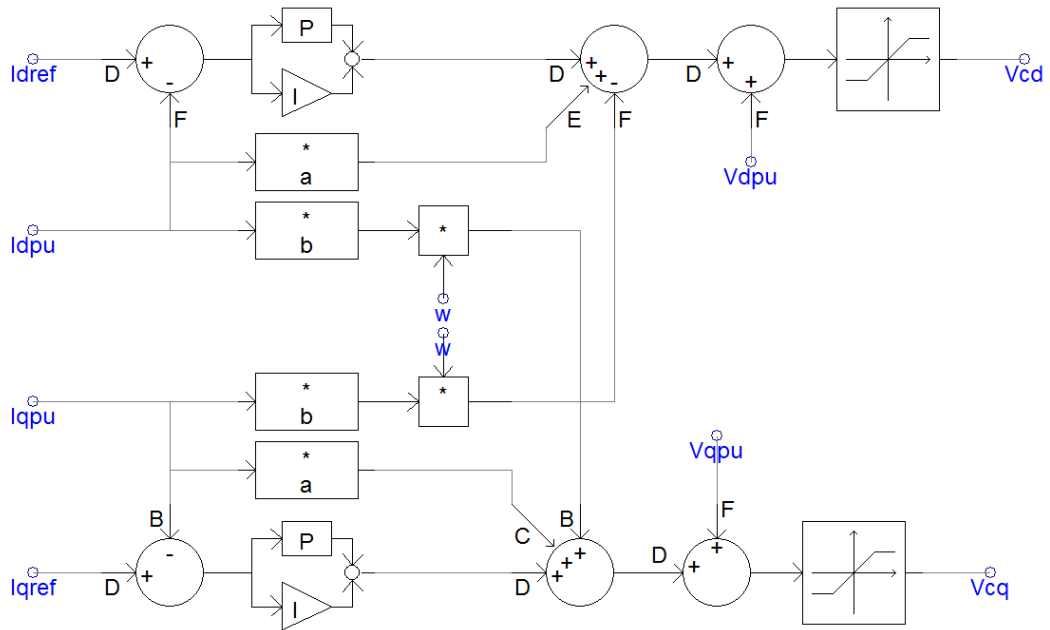 P
+
-
D
I
F
Idref
D
+
+
-
E
F
D
+
+
F
Vcd
Vdpu
*
a
Idpu
*
b
*
w
w
Iqpu
*
b
*
*
a
Vqpu
B
C
B
F
-
+
D
P
I
D
+
+
+
D
+
+
Iqref
Vcq